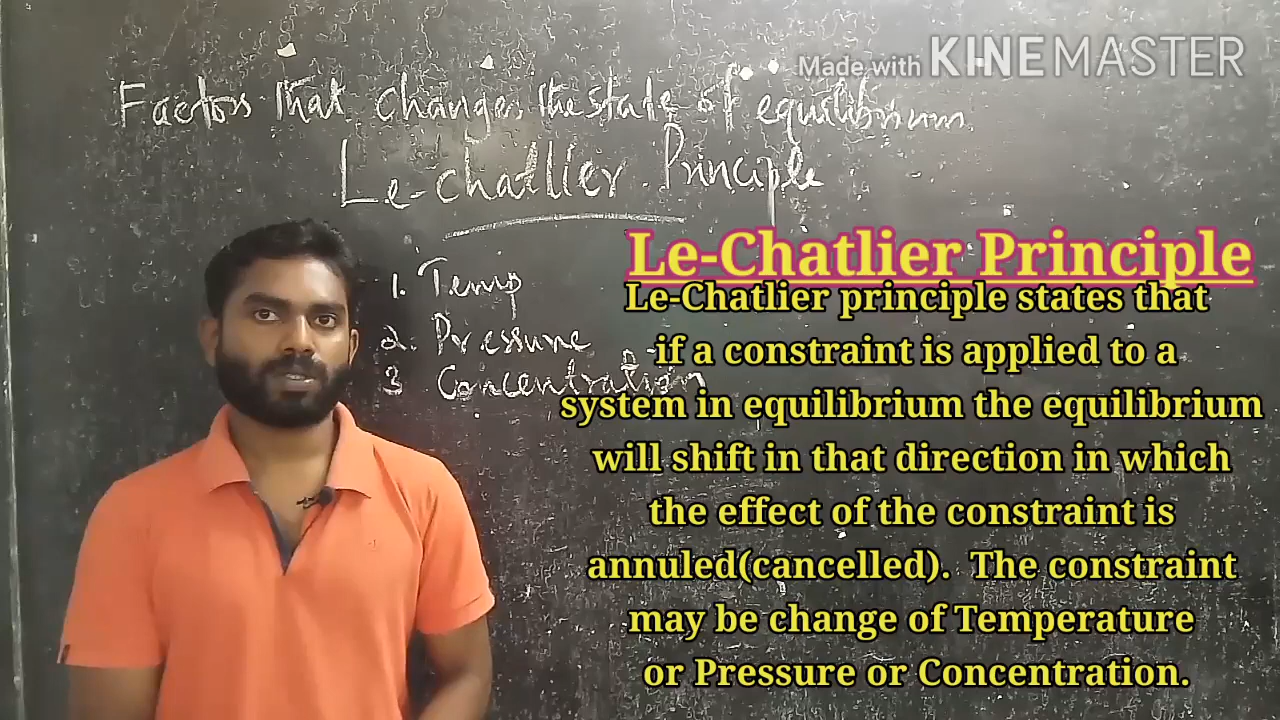 Made with KINEMASTER
Factors that changes the state of equilibrium
Le-chatlier Principle
1. Temp
2. Pressure
3 Concentration
Le-Chatlier Principle
Le-Chatlier principle states that
if a constraint is applied to a
system in equilibrium the equilibrium
will shift in that direction in which
the effect of the constraint is
annuled(cancelled). The constraint
may be change of Temperature
or Pressure or Concentration.